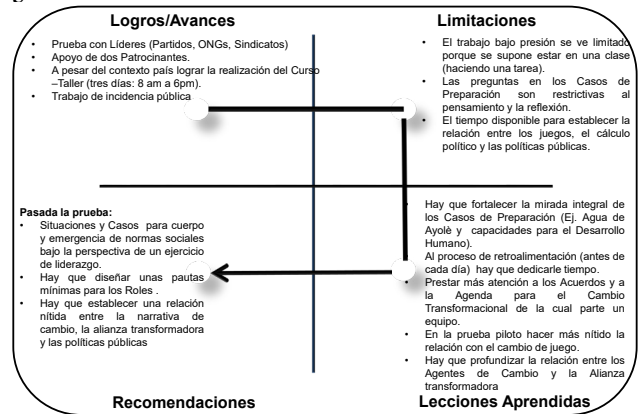 Logros/Avances
• Prueba con Líderes (Partidos, ONGs, Sindicatos)
• Apoyo de dos Patrocinantes.
• A pesar del contexto país lograr la realización del Curso
–Taller (tres días: 8 am a 6pm).
• Trabajo de incidencia pública
Limitaciones
• El trabajo bajo presión se ve limitado
porque se supone estar en una clase
(haciendo una tarea).
• Las preguntas en los Casos de
Preparación son restrictivas al
pensamiento y la reflexión.
• El tiempo disponible para establecer la
relación entre los juegos, el cálculo
político y las políticas públicas.
Pasada la prueba:
• Situaciones y Casos para cuerpo
y emergencia de normas sociales
bajo la perspectiva de un ejercicio
de liderazgo.
• Hay que diseñar unas pautas
mínimas para los Roles .
• Hay que establecer una relación
nítida entre la narrativa de
cambio, la alianza transformadora
y las políticas públicas
Recomendaciones
• Hay que fortalecer la mirada integral de
los Casos de Preparación (Ej. Agua de
Ayolè y capacidades para el Desarrollo
Humano).
• Al proceso de retroalimentación (antes de
cada día) hay que dedicarle tiempo.
• Prestar más atención a los Acuerdos y a
la Agenda para el Cambio
Transformacional de la cual parte un
equipo.
• En la prueba piloto hacer más nítido la
relación con el cambio de juego.
• Hay que profundizar la relación entre los
Agentes de Cambio y la Alianza
transformadora
Lecciones Aprendidas